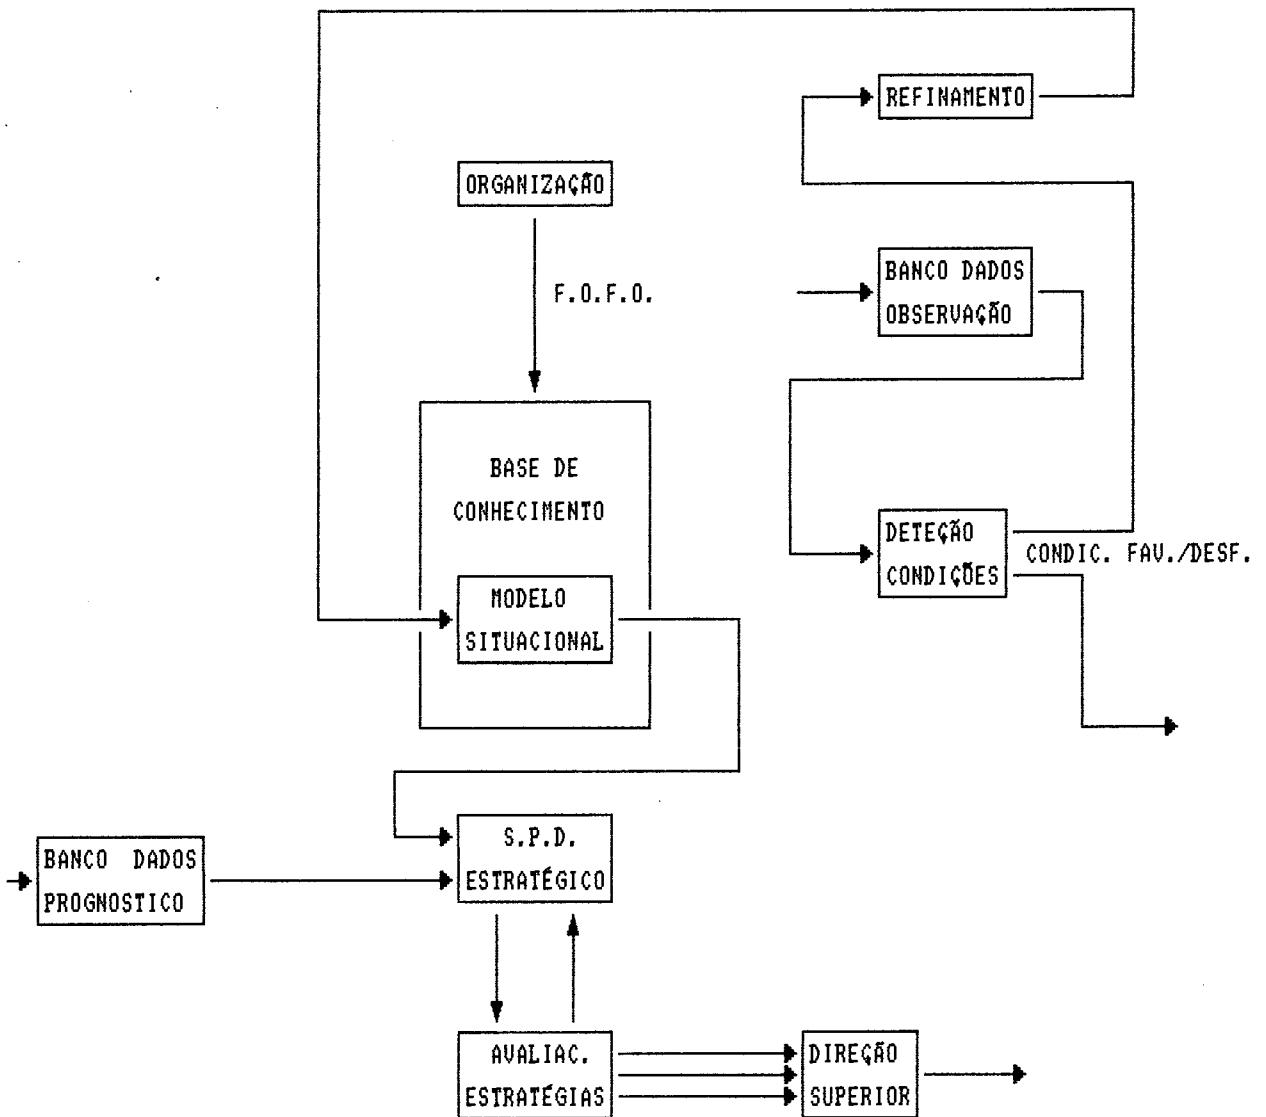 REFINAMENTO
ORGANIZAÇÃO
F.O.F.O.
BANCO DADOS
OBSERVAÇÃO
BASE DE
CONHECIMENTO
MODELO
SITUACIONAL
DETEÇÃO
CONDIÇÕES
CONDIC. FAV./DESF.
S.P.D.
ESTRATÉGICO
BANCO DADOS
PROGNOSTICO
AVALIAC.
ESTRATÉGIAS
DIREÇÃO
SUPERIOR